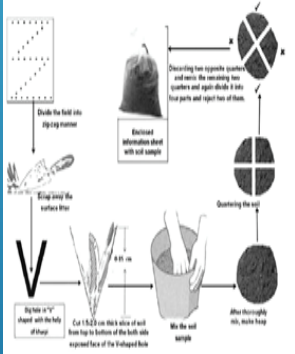 Divide the field into
zig-zag manner
Scrap away the
surface litter
Dig hole in "V"
shaped with the help
of
Cut 1.5-2.0 cm thick slice of soil
from top to bottom of the both side
exposed face of the V-shaped hole
0-15 cm
Mix the soil
sample
After thoroughly
mix, make heap
Quartering the soil
Discarding two opposite quarters
and remix the remaining two
quarters and again divide it into
four parts and reject two of them.
Enclosed
information sheet
with soil sample